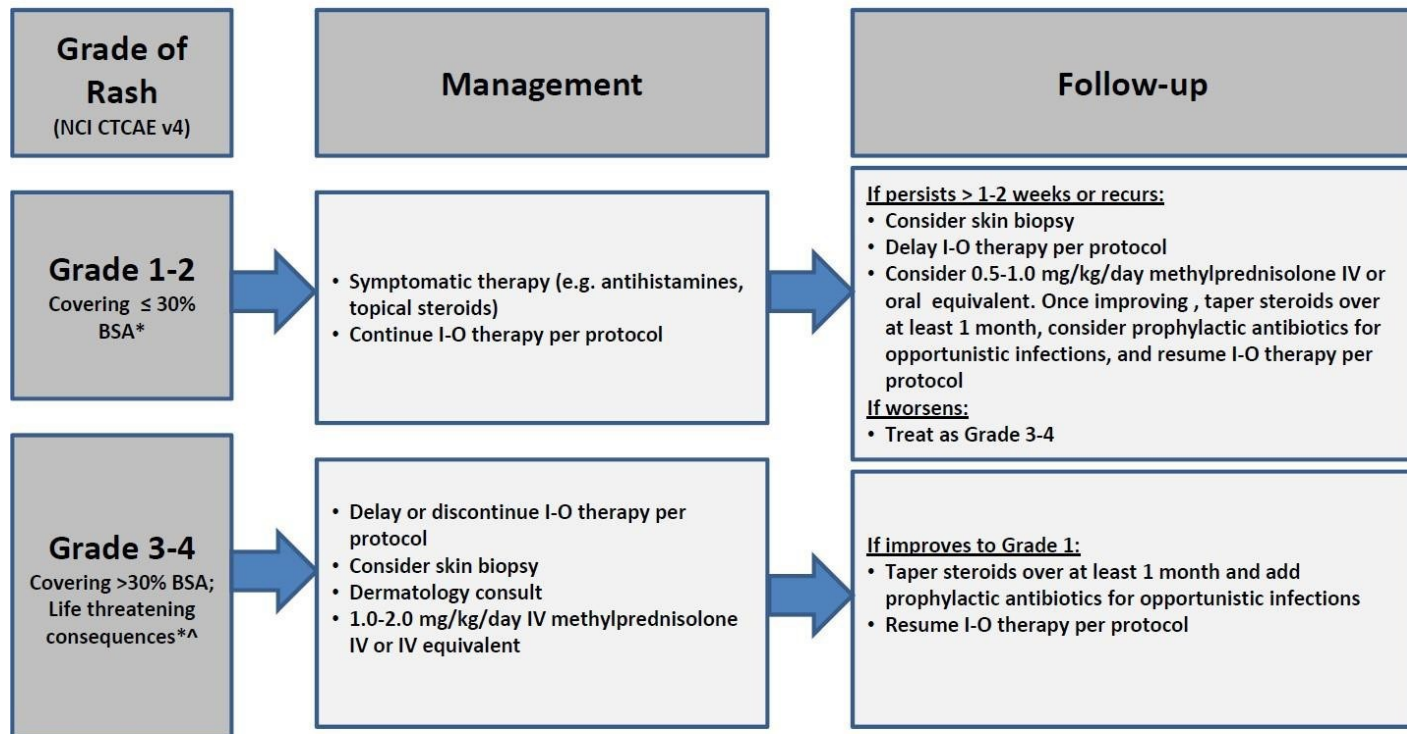 Grade of
Rash
(NCI CTCAE v4)
Management
Follow-up
Grade 1-2
Covering ≤ 30%
BSA*
• Symptomatic therapy (e.g. antihistamines,
topical steroids)
• Continue I-O therapy per protocol
If persists > 1-2 weeks or recurs:
• Consider skin biopsy
• Delay I-O therapy per protocol
• Consider 0.5-1.0 mg/kg/day methylprednisolone IV or
oral equivalent. Once improving , taper steroids over
at least 1 month, consider prophylactic antibiotics for
opportunistic infections, and resume I-O therapy per
protocol
If worsens:
• Treat as Grade 3-4
Grade 3-4
Covering >30% BSA;
Life threatening
consequences*^
• Delay or discontinue I-O therapy per
protocol
• Consider skin biopsy
• Dermatology consult
• 1.0-2.0 mg/kg/day IV methylprednisolone
IV or IV equivalent
If improves to Grade 1:
• Taper steroids over at least 1 month and add
prophylactic antibiotics for opportunistic infections
• Resume I-O therapy per protocol